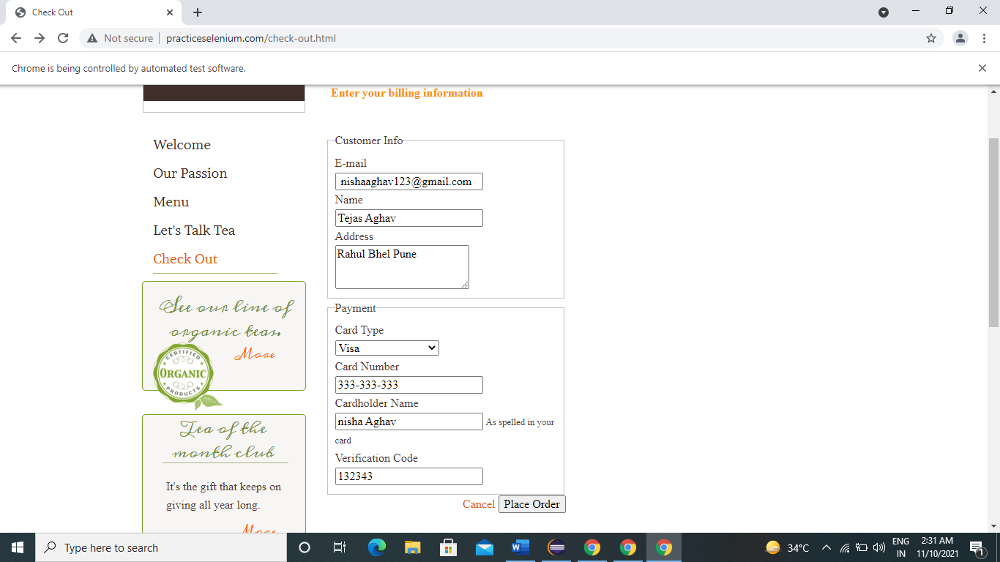 Check Out
Not secure
practiceselenium.com/check-out.html
Chrome is being controlled by automated test software.
Enter your billing information
Welcome
Our Passion
Menu
Let's Talk Tea
Check Out
See our line of
organic teas.
More
CERTIFIED
ORGANIC
PRODUCTS
Tea of the
month club
It's the gift that keeps on
giving all year long.
More
Customer Info
E-mail
nishaaghav123@gmail.com
Name
Tejas Aghav
Address
Rahul Bhel Pune
Payment
Card Type
Visa
Card Number
333-333-333
Cardholder Name
nisha Aghav As spelled in your
card
Verification Code
132343
Cancel Place Order
Type here to search
34°C
ENG
IN
2:31 AM
11/10/2021
1